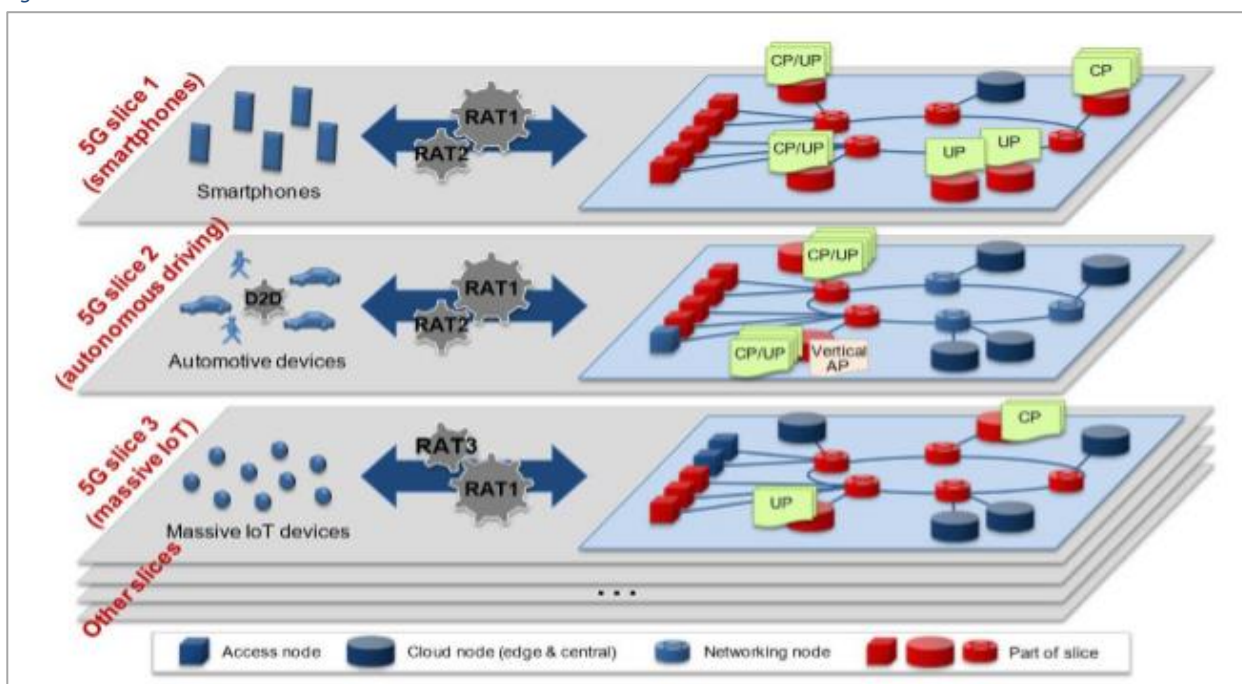 5G slice 1
(smartphones)
Smartphones
RAT1
RAT2
CP/UP
CP
CP/UP
UP
UP
5G slice 2
(autonomous driving)
D2D
Automotive devices
RAT1
RAT2
CP/UP
CP/UP
Vertical
AP
5G slice 3
(massive IoT)
Massive IoT devices
RAT3
RAT1
CP
UP
Other slices
...
Access node
Cloud node (edge & central)
Networking node
Part of slice